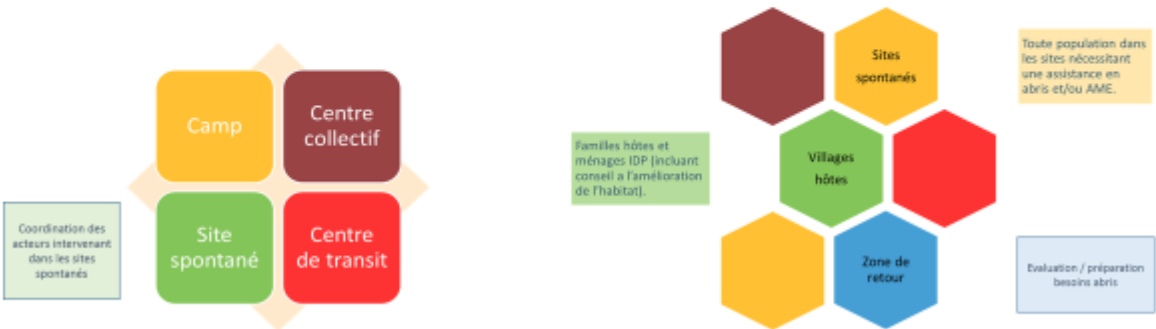 Camp
Centre
collectif
Site
spontané
Centre
de transit
Coordination des
acteurs intervenant
dans les sites
spontanés
Sites
spontanés
Toute population dans
les sites nécessitant
une assistance en
abris et/ou AME.
Familles hôtes et
ménages IDP (incluant
conseil a l'amélioration
de l'habitat).
Villages
hôtes
Zone de
retour
Evaluation / préparation
besoins abris